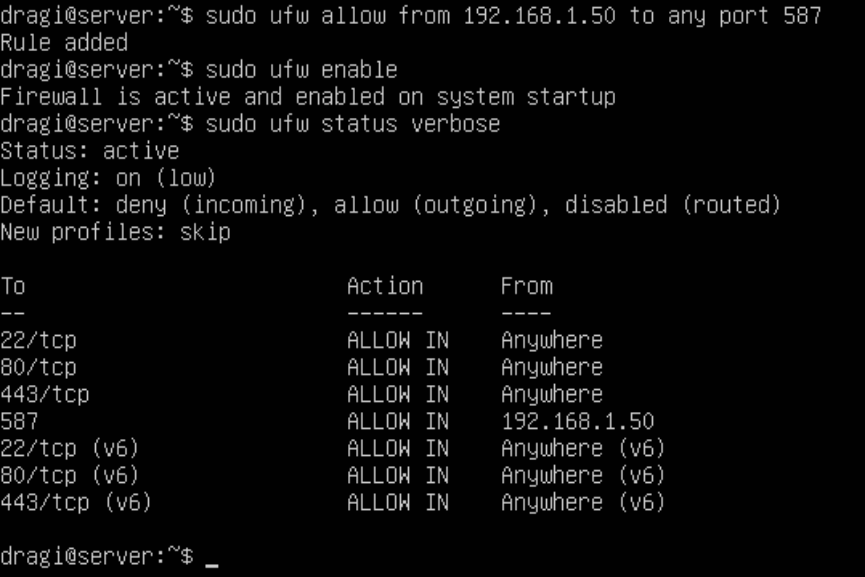 dragi@server:~$ sudo ufw allow from 192.168.1.50 to any port 587
Rule added
dragi@server:~$ sudo ufw enable
Firewall is active and enabled on system startup
dragi@server:~$ sudo ufw status verbose
Status: active
Logging: on (low)
Default: deny (incoming), allow (outgoing), disabled (routed)
New profiles: skip

To                         Action      From
--                         ------      ----
22/tcp                     ALLOW IN    Anywhere
80/tcp                     ALLOW IN    Anywhere
443/tcp                    ALLOW IN    Anywhere
587                        ALLOW IN    192.168.1.50
22/tcp (v6)                ALLOW IN    Anywhere (v6)
80/tcp (v6)                ALLOW IN    Anywhere (v6)
443/tcp (v6)               ALLOW IN    Anywhere (v6)

dragi@server:~$ _